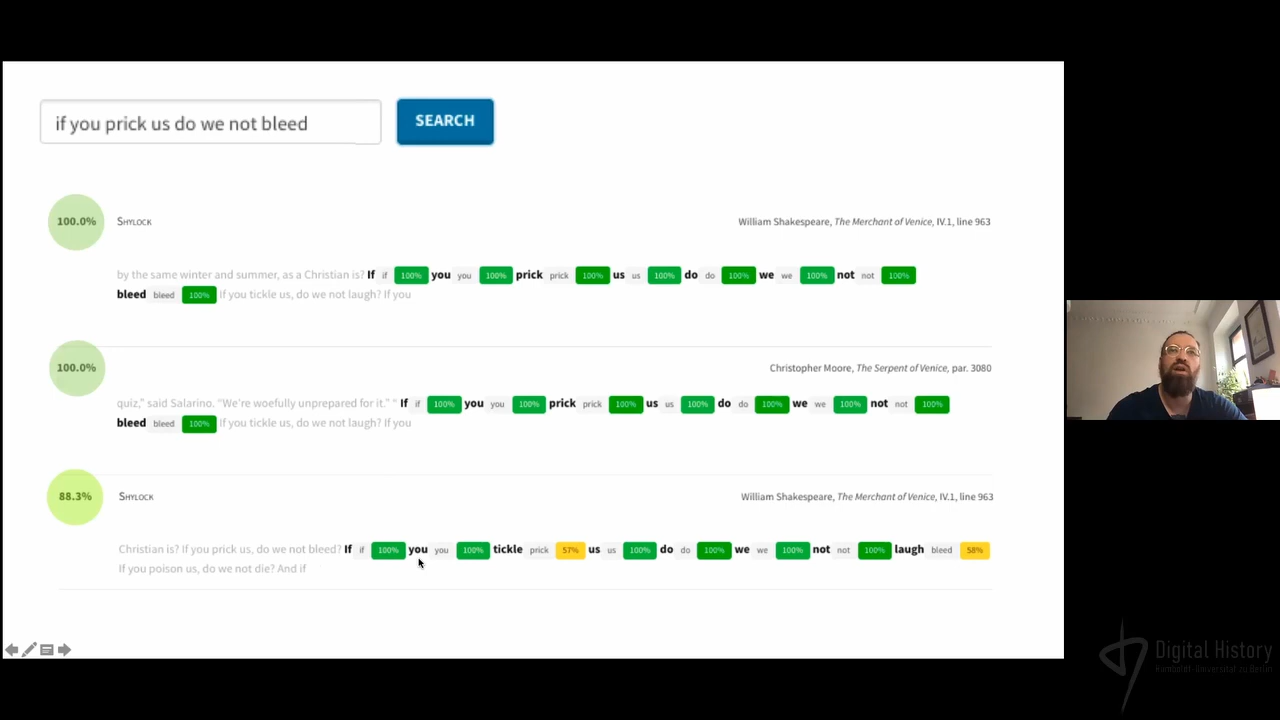 if you prick us do we not bleed
SEARCH
100.0%
Shylock
William Shakespeare, The Merchant of Venice, IV.1, line 963
by the same winter and summer, as a Christian is? If if 100% you you 100% prick prick 100% us us 100% do do 100% we we 100% not not 100%
bleed bleed 100% If you tickle us, do we not laugh? If you
100.0%
Christopher Moore, The Serpent of Venice, par. 3080
quiz,” said Salarino. “We're woefully unprepared for it.” “ If if 100% you you 100% prick prick 100% us us 100% do do 100% we we 100% not not 100%
bleed bleed 100% If you tickle us, do we not laugh? If you
88.3%
Shylock
William Shakespeare, The Merchant of Venice, IV.1, line 963
Christian is? If you prick us, do we not bleed? If if 100% you you 100% tickle prick 57% us us 100% do do 100% we we 100% not not 100% laugh bleed 58%
If you poison us, do we not die? And if
Digital History
Humboldt-Universität zu Berlin